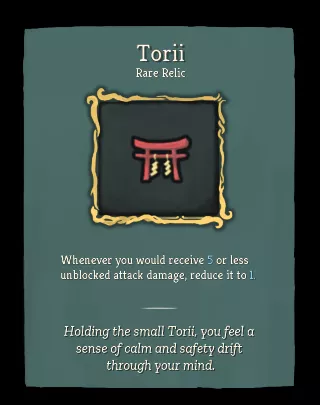 Torii
Rare Relic
Whenever you would receive 5 or less
unblocked attack damage, reduce it to 1.
Holding the small Torii, you feel a
sense of calm and safety drift
through your mind.